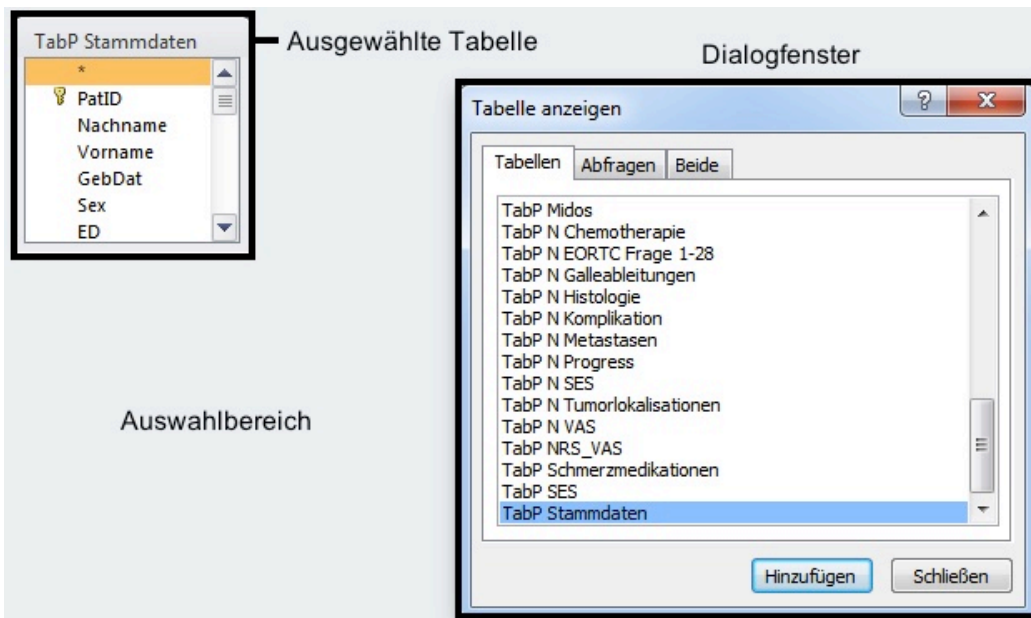 TabP Stammdaten
*
PatID
Nachname
Vorname
GebDat
Sex
ED
Ausgewählte Tabelle
Dialogfenster
Tabelle anzeigen
?
Tabellen Abfragen Beide
TabP Midos
TabP N Chemotherapie
TabP N EORTC Frage 1-28
TabP N Galleableitungen
TabP N Histologie
TabP N Komplikation
TabP N Metastasen
TabP N Progress
TabP N SES
TabP N Tumorlokalisationen
TabP N VAS
TabP NRS_VAS
TabP Schmerzmedikationen
TabP SES
TabP Stammdaten
Hinzufügen Schließen
Auswahlbereich